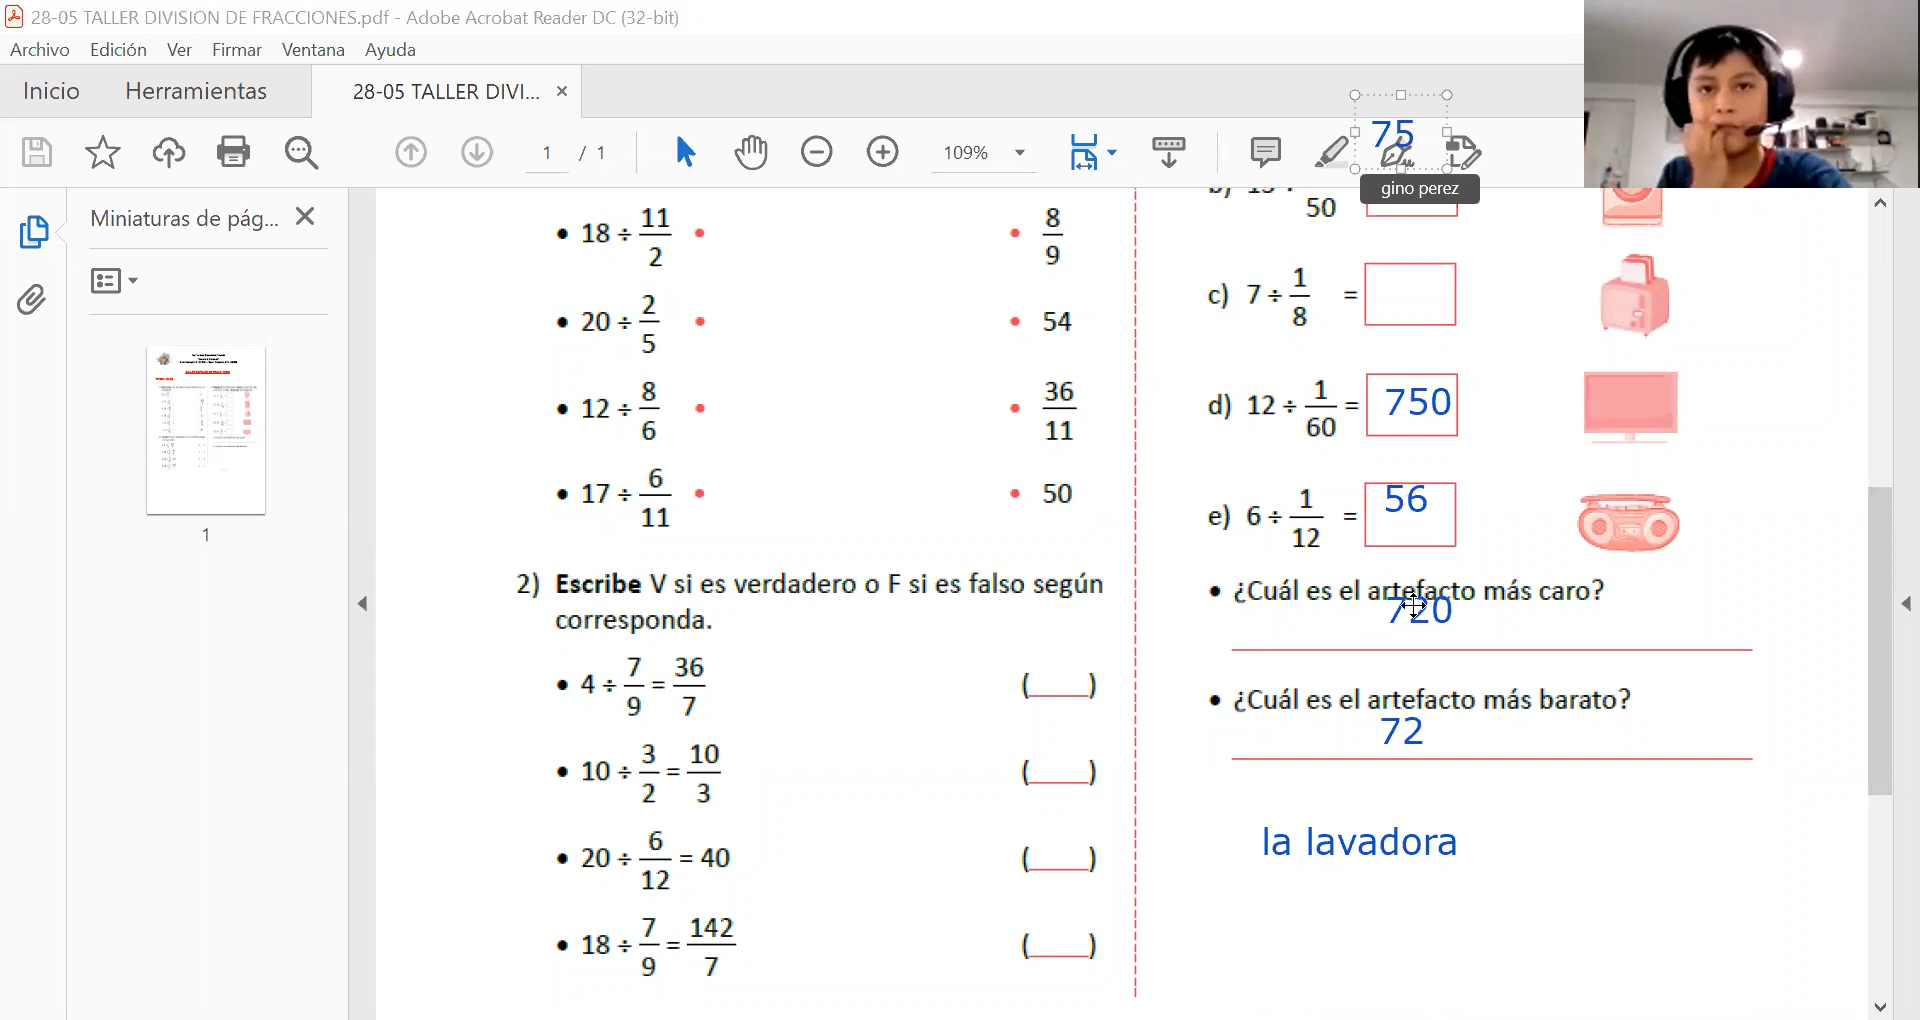 28-05 TALLER DIVISION DE FRACCIONES.pdf - Adobe Acrobat Reader DC (32-bit)
Archivo Edición Ver Firmar Ventana Ayuda
Inicio Herramientas 28-05 TALLER DIVI... ×
1 / 1 109%
75
gino perez
Miniaturas de pág...
1
• 18 ÷ 11/2 • • 8/9
• 20 ÷ 2/5 • • 54
• 12 ÷ 8/6 • • 36/11
• 17 ÷ 6/11 • • 50
2) Escribe V si es verdadero o F si es falso según
corresponda.
• 4 ÷ 7/9 = 36/7 (____)
• 10 ÷ 3/2 = 10/3 (____)
• 20 ÷ 6/12 = 40 (____)
• 18 ÷ 7/9 = 142/7 (____)
50
c) 7 ÷ 1/8 =
d) 12 ÷ 1/60 = 750
e) 6 ÷ 1/12 = 56
• ¿Cuál es el artefacto más caro?
720
• ¿Cuál es el artefacto más barato?
72
la lavadora